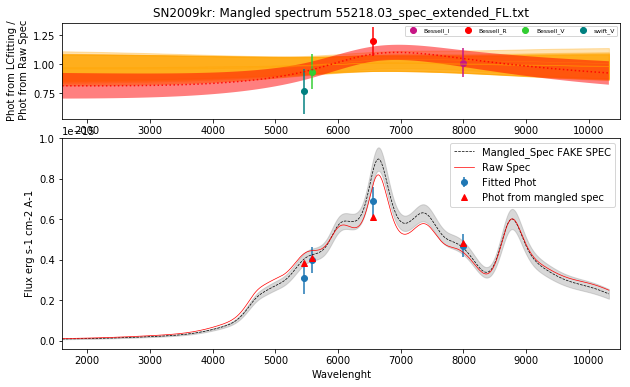 SN2009kr: Mangled spectrum 55218.03_spec_extended_FL.txt
Phot from LCfitting /
Phot from Raw Spec
1.25
1.00
0.75
Bessell_I Bessell_R Bessell_V swift_V
2000 3000 4000 5000 6000 7000 8000 9000 10000
1e−15
Flux erg s-1 cm-2 A-1
1.0
0.8
0.6
0.4
0.2
0.0
Mangled_Spec FAKE SPEC
Raw Spec
Fitted Phot
Phot from mangled spec
2000 3000 4000 5000 6000 7000 8000 9000 10000
Wavelenght